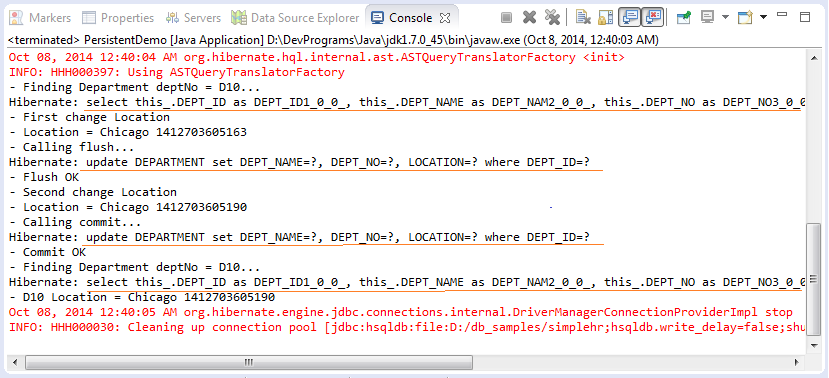 Markers Properties Servers Data Source Explorer Console
<terminated> PersistentDemo [Java Application] D:\DevPrograms\Java\jdk1.7.0_45\bin\javaw.exe (Oct 8, 2014, 12:40:03 AM)
Oct 08, 2014 12:40:04 AM org.hibernate.hql.internal.ast.ASTQueryTranslatorFactory <init>
INFO: HHH000397: Using ASTQueryTranslatorFactory
- Finding Department deptNo = D10...
Hibernate: select this_.DEPT_ID as DEPT_ID1_0_0_, this_.DEPT_NAME as DEPT_NAM2_0_0_, this_.DEPT_NO as DEPT_NO3_0_0
- First change Location
- Location = Chicago 1412703605163
- Calling flush...
Hibernate: update DEPARTMENT set DEPT_NAME=?, DEPT_NO=?, LOCATION=? where DEPT_ID=?
- Flush OK
- Second change Location
- Location = Chicago 1412703605190
- Calling commit...
Hibernate: update DEPARTMENT set DEPT_NAME=?, DEPT_NO=?, LOCATION=? where DEPT_ID=?
- Commit OK
- Finding Department deptNo = D10...
Hibernate: select this_.DEPT_ID as DEPT_ID1_0_0_, this_.DEPT_NAME as DEPT_NAM2_0_0_, this_.DEPT_NO as DEPT_NO3_0_0
- D10 Location = Chicago 1412703605190
Oct 08, 2014 12:40:05 AM org.hibernate.engine.jdbc.connections.internal.DriverManagerConnectionProviderImpl stop
INFO: HHH000030: Cleaning up connection pool [jdbc:hsqldb:file:D:/db_samples/simplehr;hsqldb.write_delay=false;shu